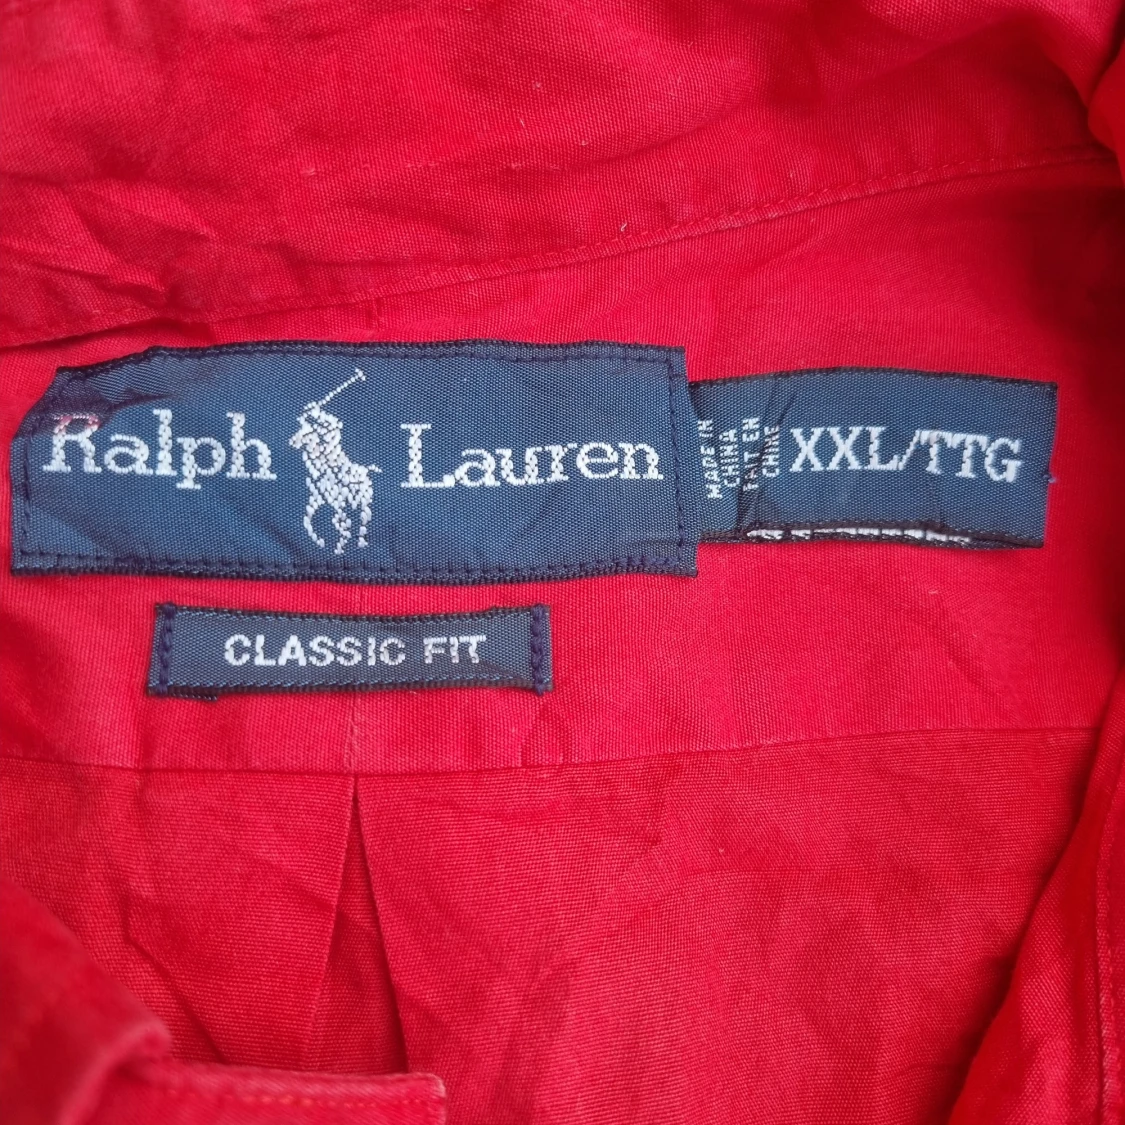 Ralph Lauren
MADE IN
CHINA
FAIT EN
CHINE
XXL/TTG
CLASSIC FIT